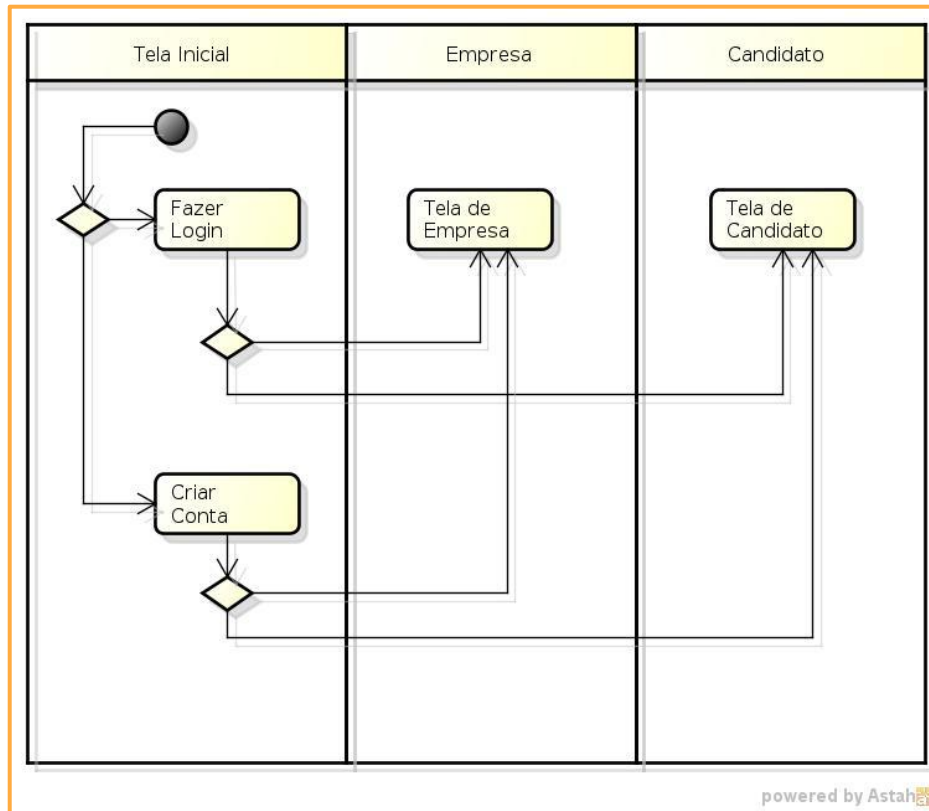 Tela Inicial
Empresa
Candidato
Fazer
Login
Tela de
Empresa
Tela de
Candidato
Criar
Conta
powered by Astah